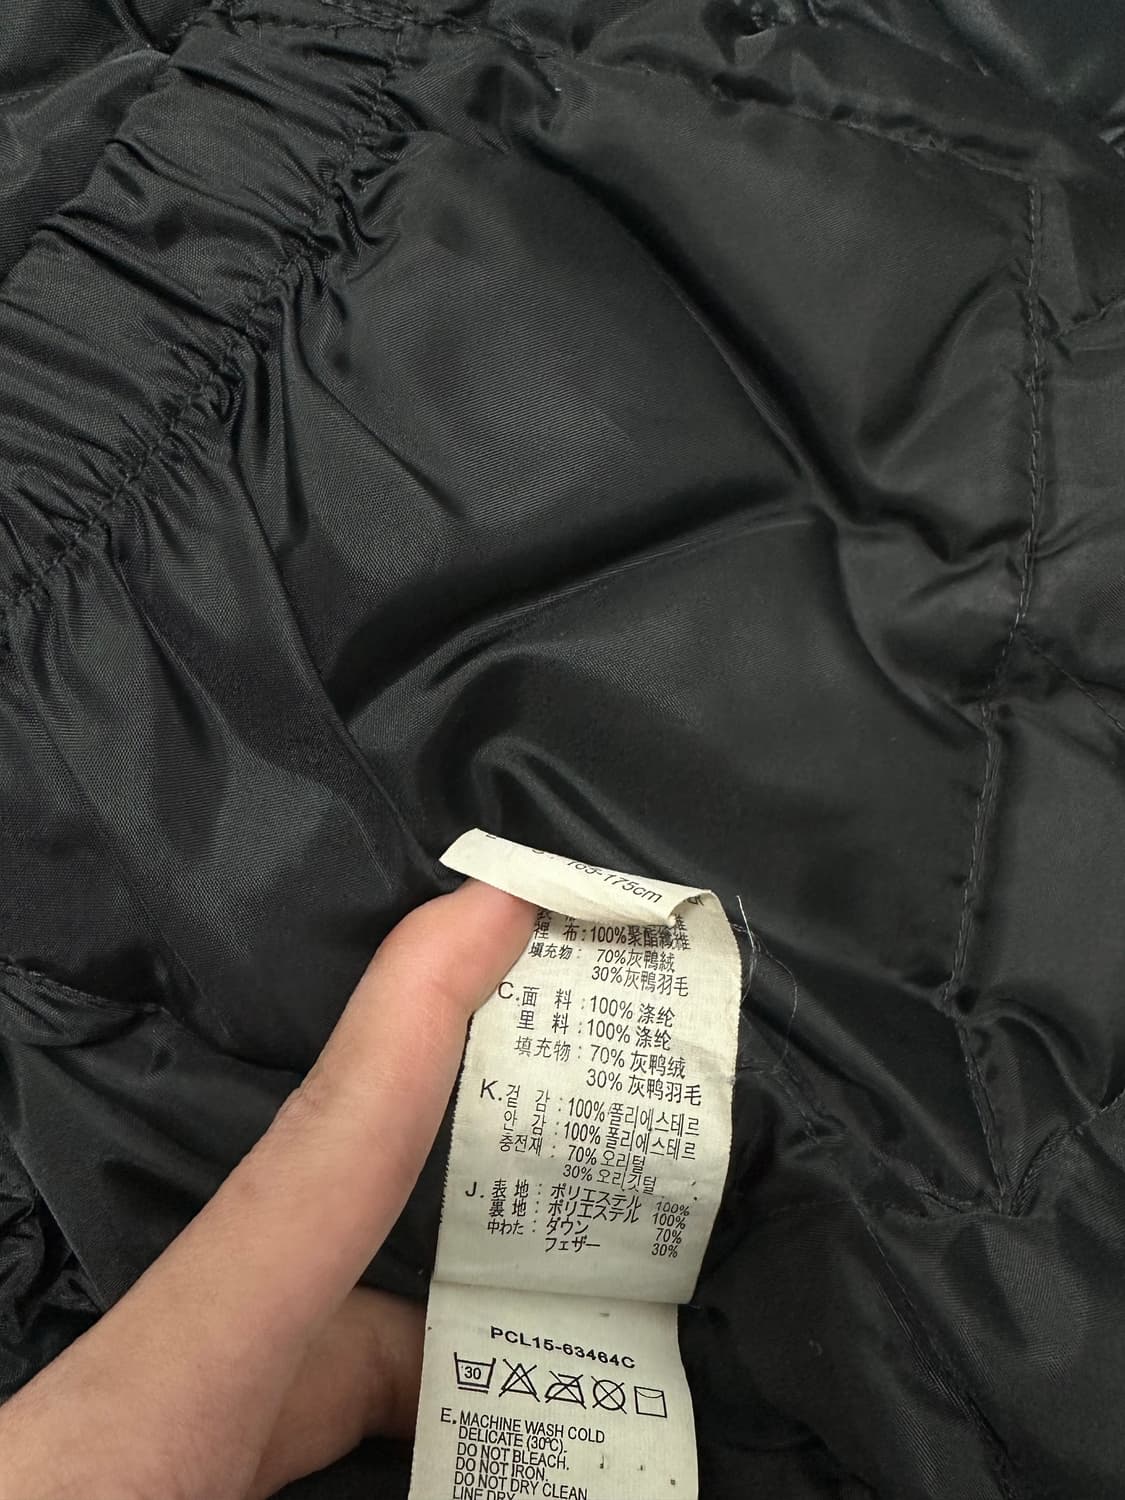 165-175cm
裡 布:100%聚酯纖維
填充物: 70%灰鴨絨
30%灰鴨羽毛
C.面 料:100%涤纶
里 料:100%涤纶
填充物:70%灰鸭绒
30%灰鸭羽毛
K.겉 감:100%폴리에스테르
안 감:100%폴리에스테르
충전재:70%오리털
30%오리깃털
J.表地:ポリエステル 100%
裏地:ポリエステル 100%
中わた:ダウン 70%
フェザー 30%
PCL15-63464C
30
E.MACHINE WASH COLD
DELICATE (30℃).
DO NOT BLEACH.
DO NOT IRON.
DO NOT DRY CLEAN
LINE DRY